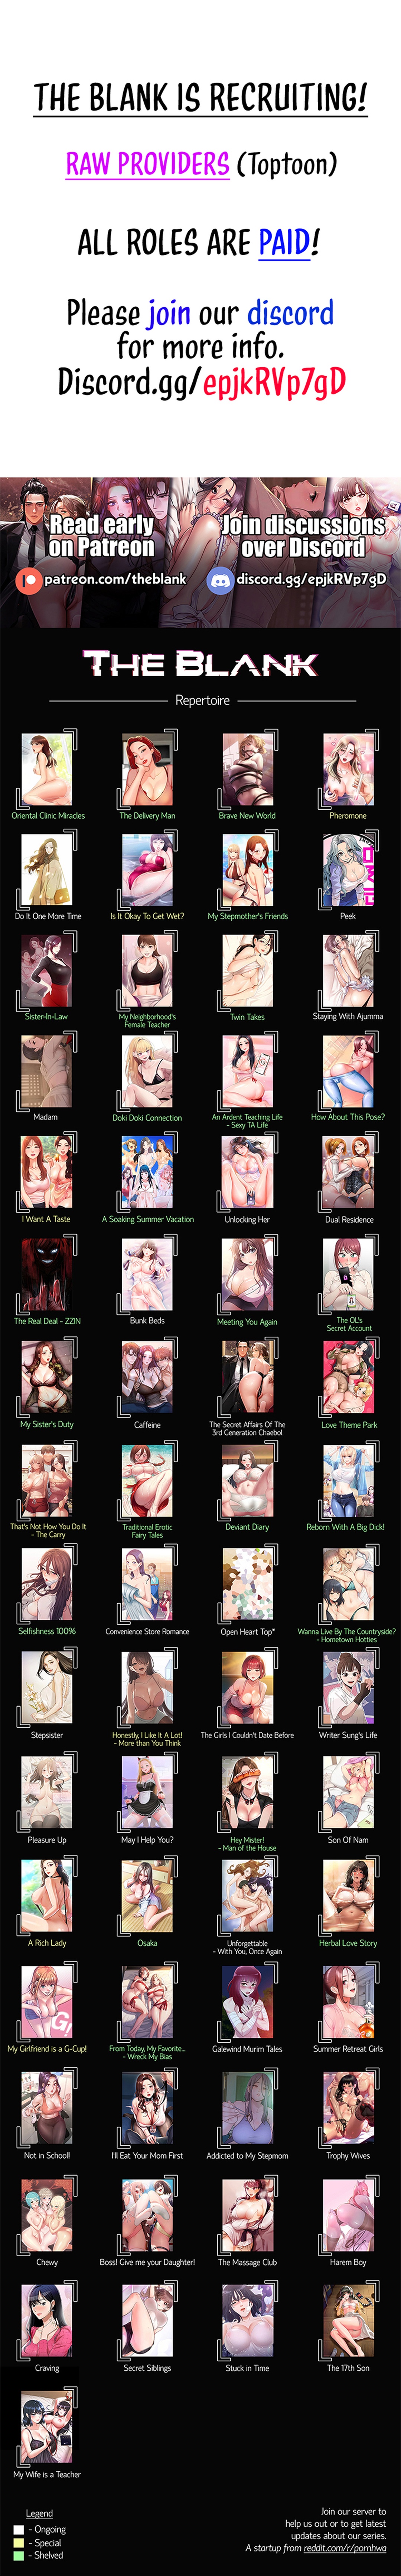 THE BLANK IS RECRUITING!
RAW PROVIDERS (Toptoon)
ALL ROLES ARE PAID!
Please join our discord
for more info.
Discord.gg/epjkRVp7gD
Read early
on Patreon
patreon.com/theblank
Join discussions
over Discord
discord.gg/epjkRVp7gD
THE BLANK
Repertoire
Oriental Clinic Miracles
The Delivery Man
Brave New World
Pheromone
Do It One More Time
Is It Okay To Get Wet?
My Stepmother's Friends
Peek
Sister-In-Law
My Neighborhood's
Female Teacher
Twin Takes
Staying With Ajumma
Madam
Doki Doki Connection
An Ardent Teaching Life
- Sexy TA Life
How About This Pose?
I Want A Taste
A Soaking Summer Vacation
Unlocking Her
Dual Residence
The Real Deal - ZZIN
Bunk Beds
Meeting You Again
The OL's
Secret Account
My Sister's Duty
Caffeine
The Secret Affairs Of The
3rd Generation Chaebol
Love Theme Park
That's Not How You Do It
- The Carry
Traditional Erotic
Fairy Tales
Deviant Diary
Reborn With A Big Dick!
Selfishness 100%
Convenience Store Romance
Open Heart Top*
Wanna Live By The Countryside?
- Hometown Hotties
Stepsister
Honestly, I Like It A Lot!
- More than You Think
The Girls I Couldn't Date Before
Writer Sung's Life
Pleasure Up
May I Help You?
Hey Mister!
- Man of the House
Son Of Nam
A Rich Lady
Osaka
Unforgettable
- With You, Once Again
Herbal Love Story
My Girlfriend is a G-Cup!
From Today, My Favorite...
- Wreck My Bias
Galewind Murim Tales
Summer Retreat Girls
Not in School!
I'll Eat Your Mom First
Addicted to My Stepmom
Trophy Wives
Chewy
Boss! Give me your Daughter!
The Massage Club
Harem Boy
Craving
Secret Siblings
Stuck in Time
The 17th Son
My Wife is a Teacher
Legend
- Ongoing
- Special
- Shelved
Join our server to
help us out or to get latest
updates about our series.
A startup from reddit.com/r/pornhwa